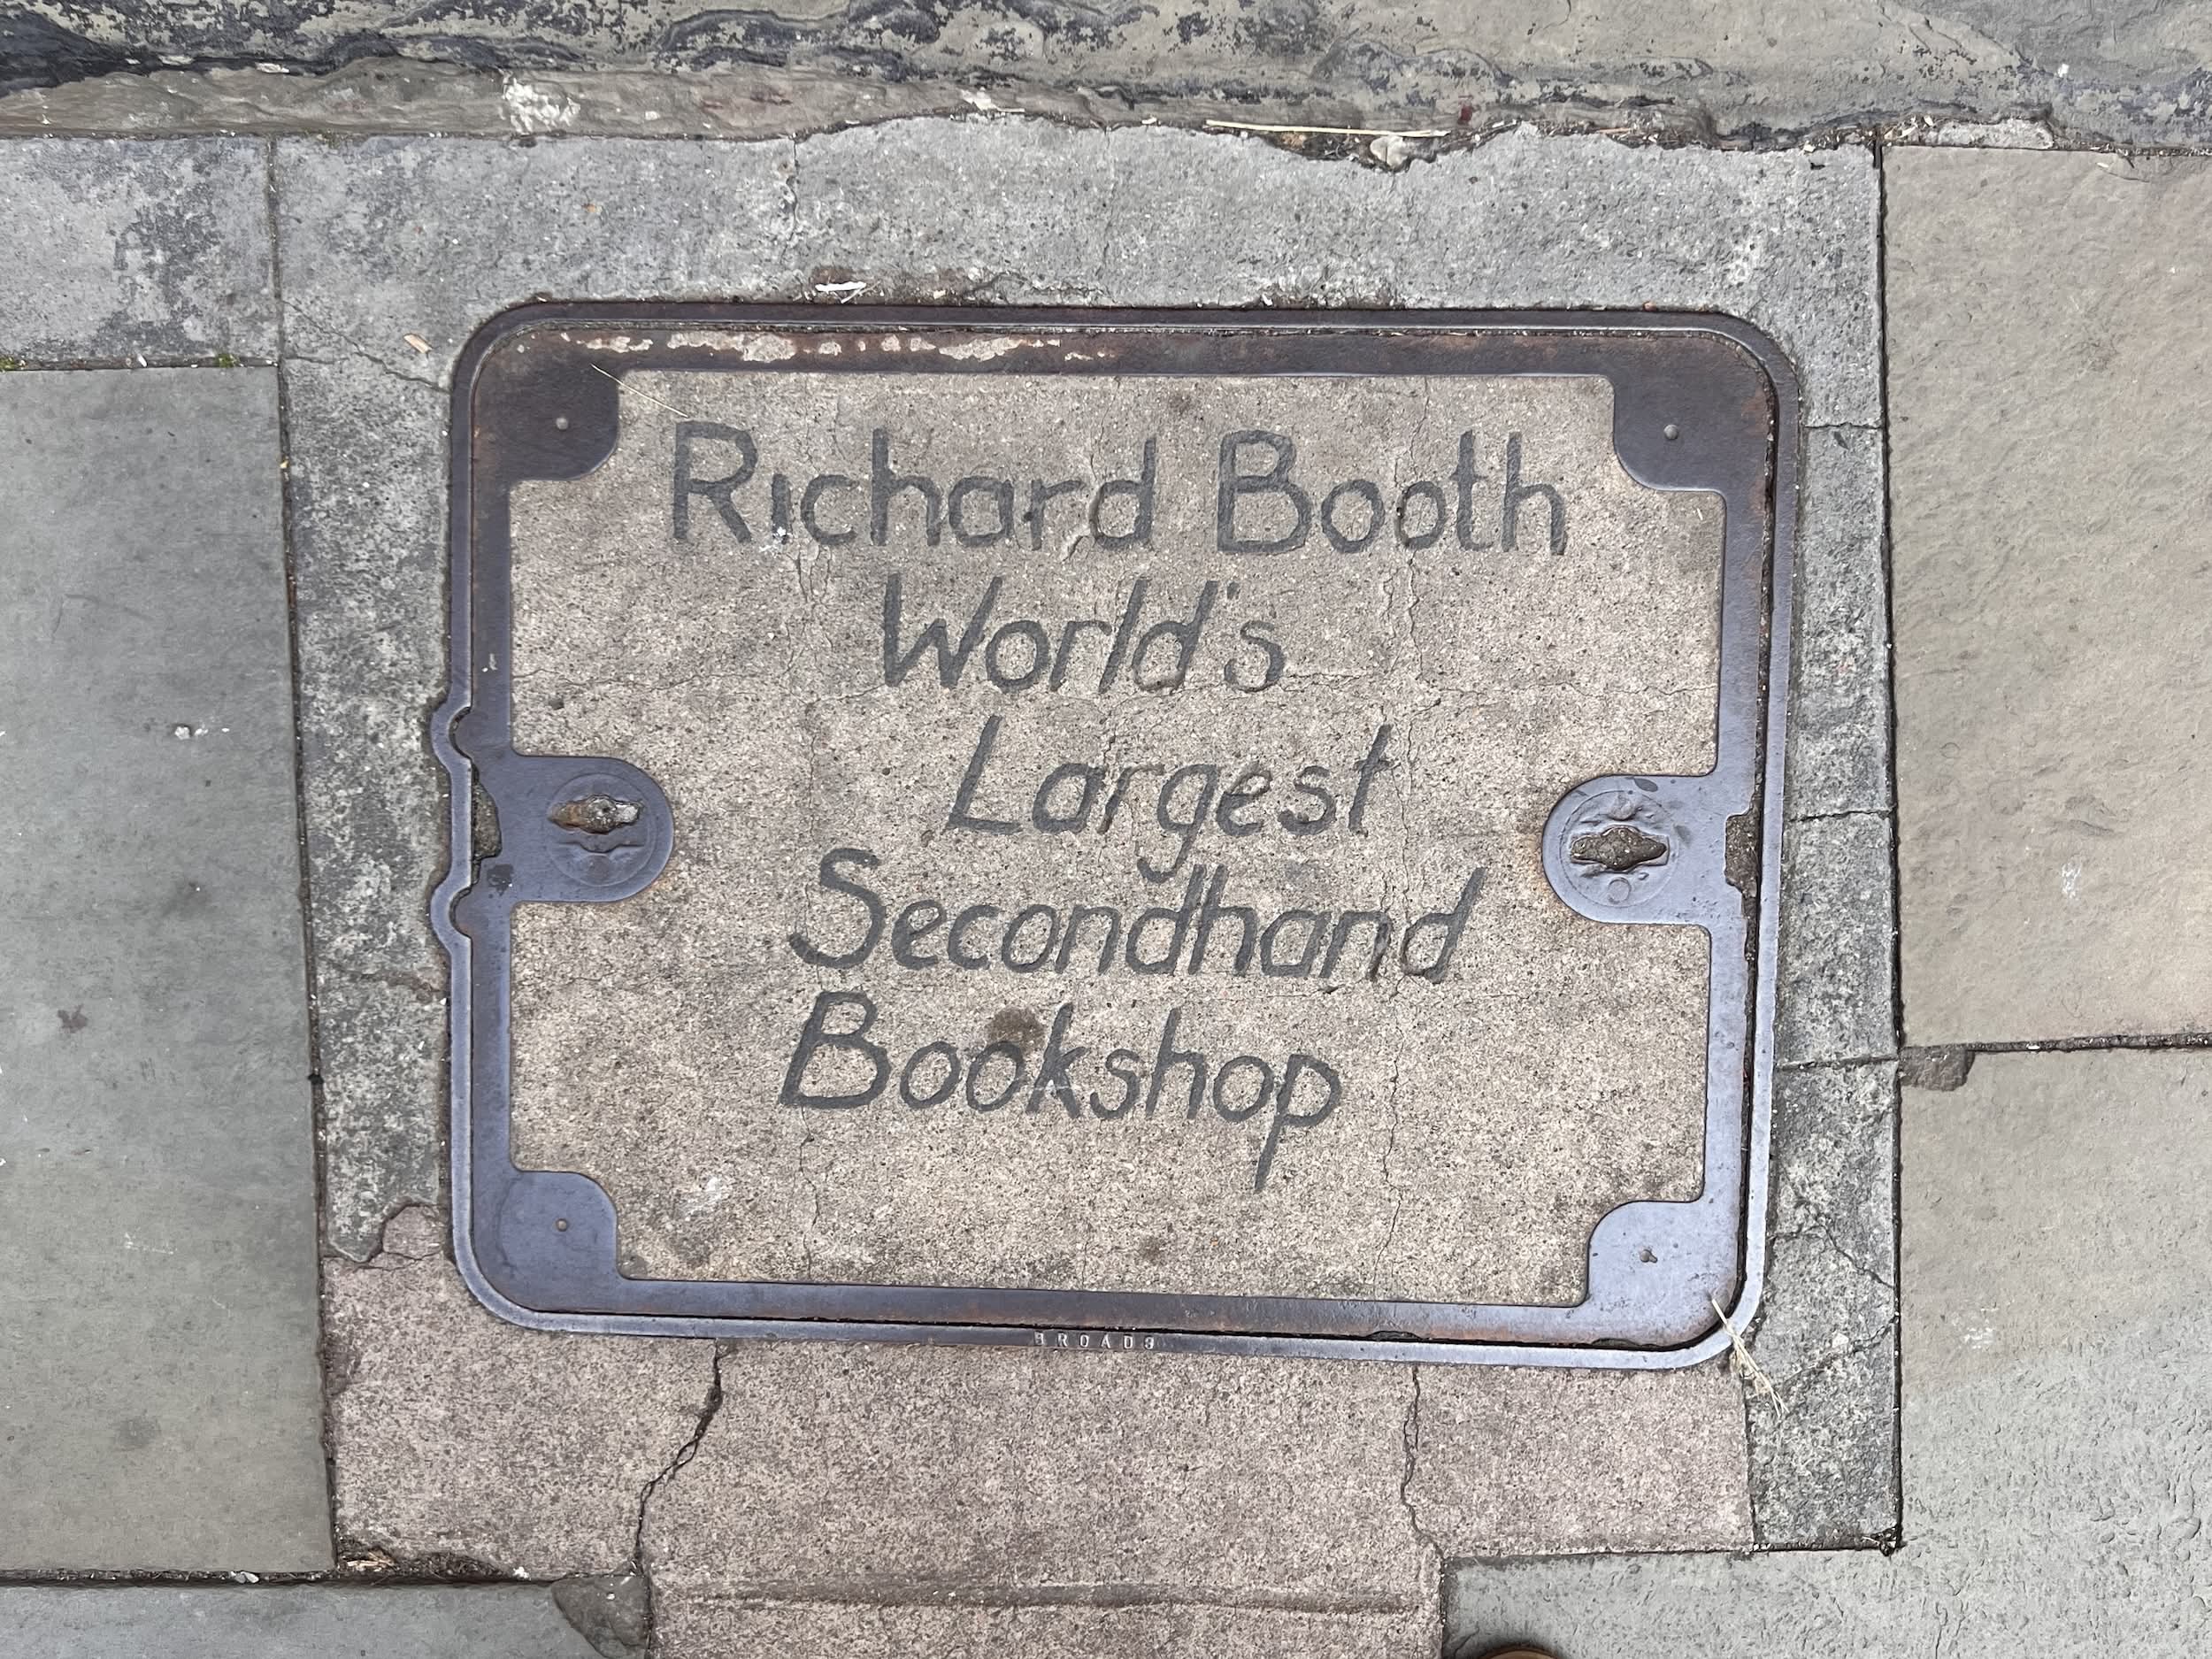 Richard Booth
World's
Largest
Secondhand
Bookshop
BROADS